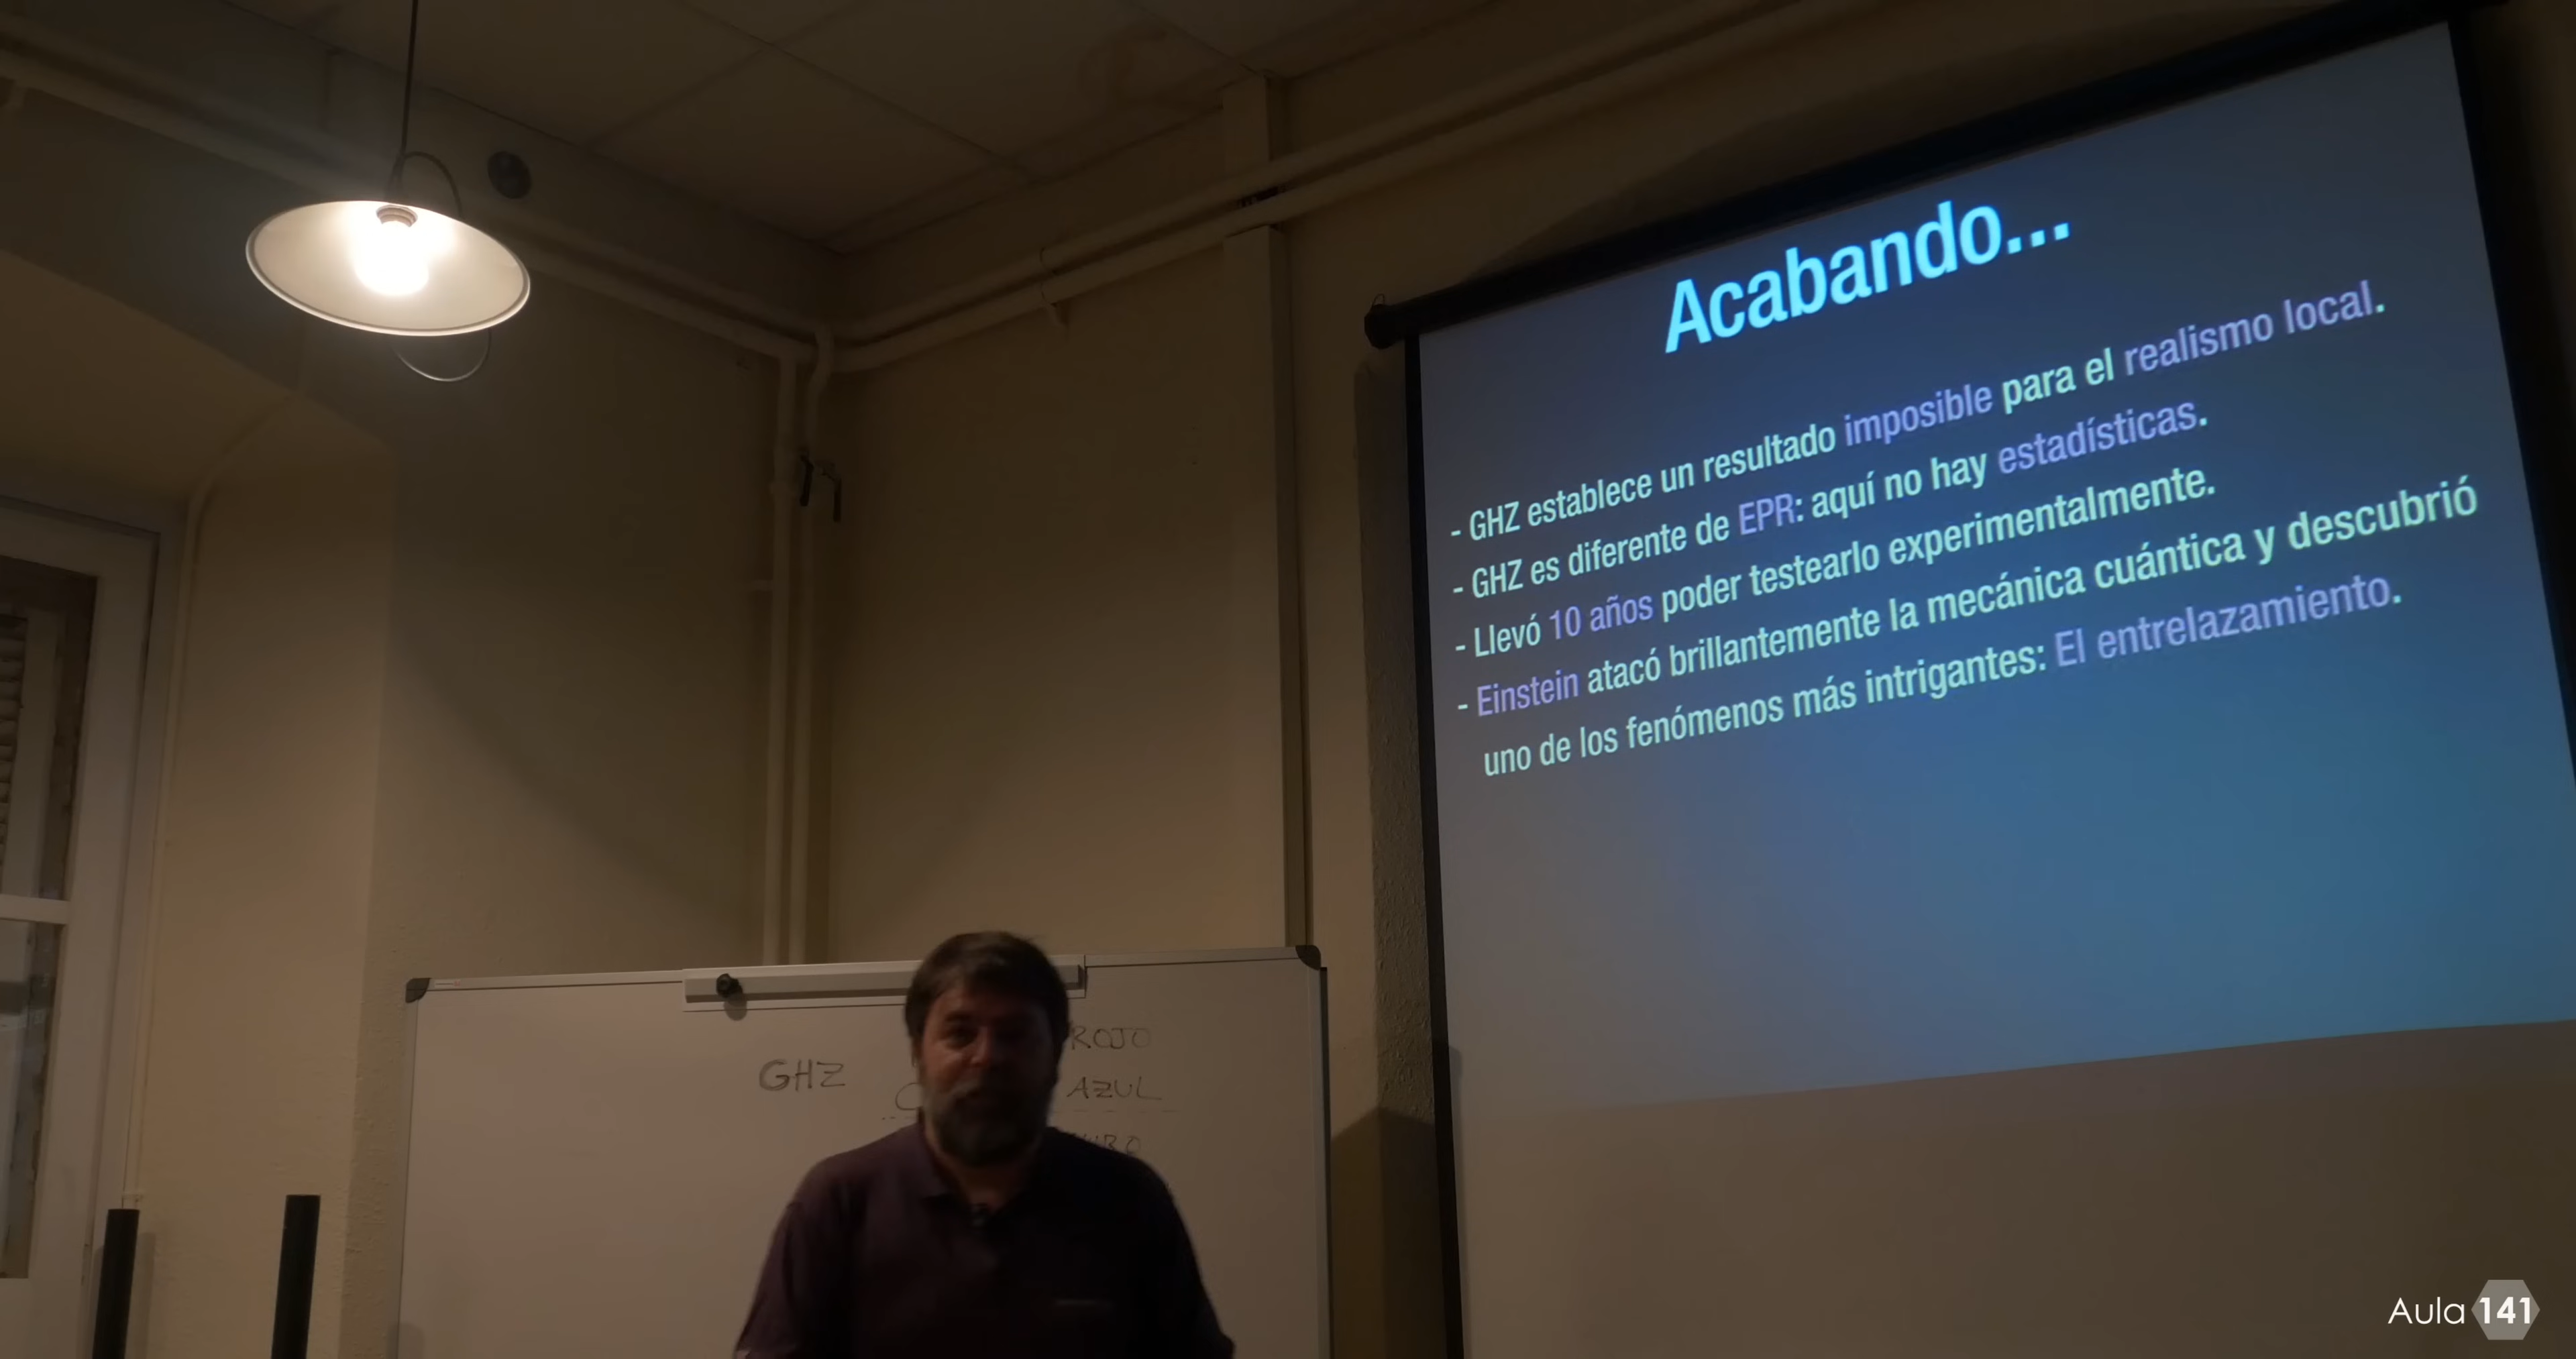 Acabando...
- GHZ establece un resultado imposible para el realismo local.
- GHZ es diferente de EPR: aquí no hay estadísticas.
- Llevó 10 años poder testearlo experimentalmente.
- Einstein atacó brillantemente la mecánica cuántica y descubrió
uno de los fenómenos más intrigantes: El entrelazamiento.
ROJO
GHZ
AZUL
Aula 141